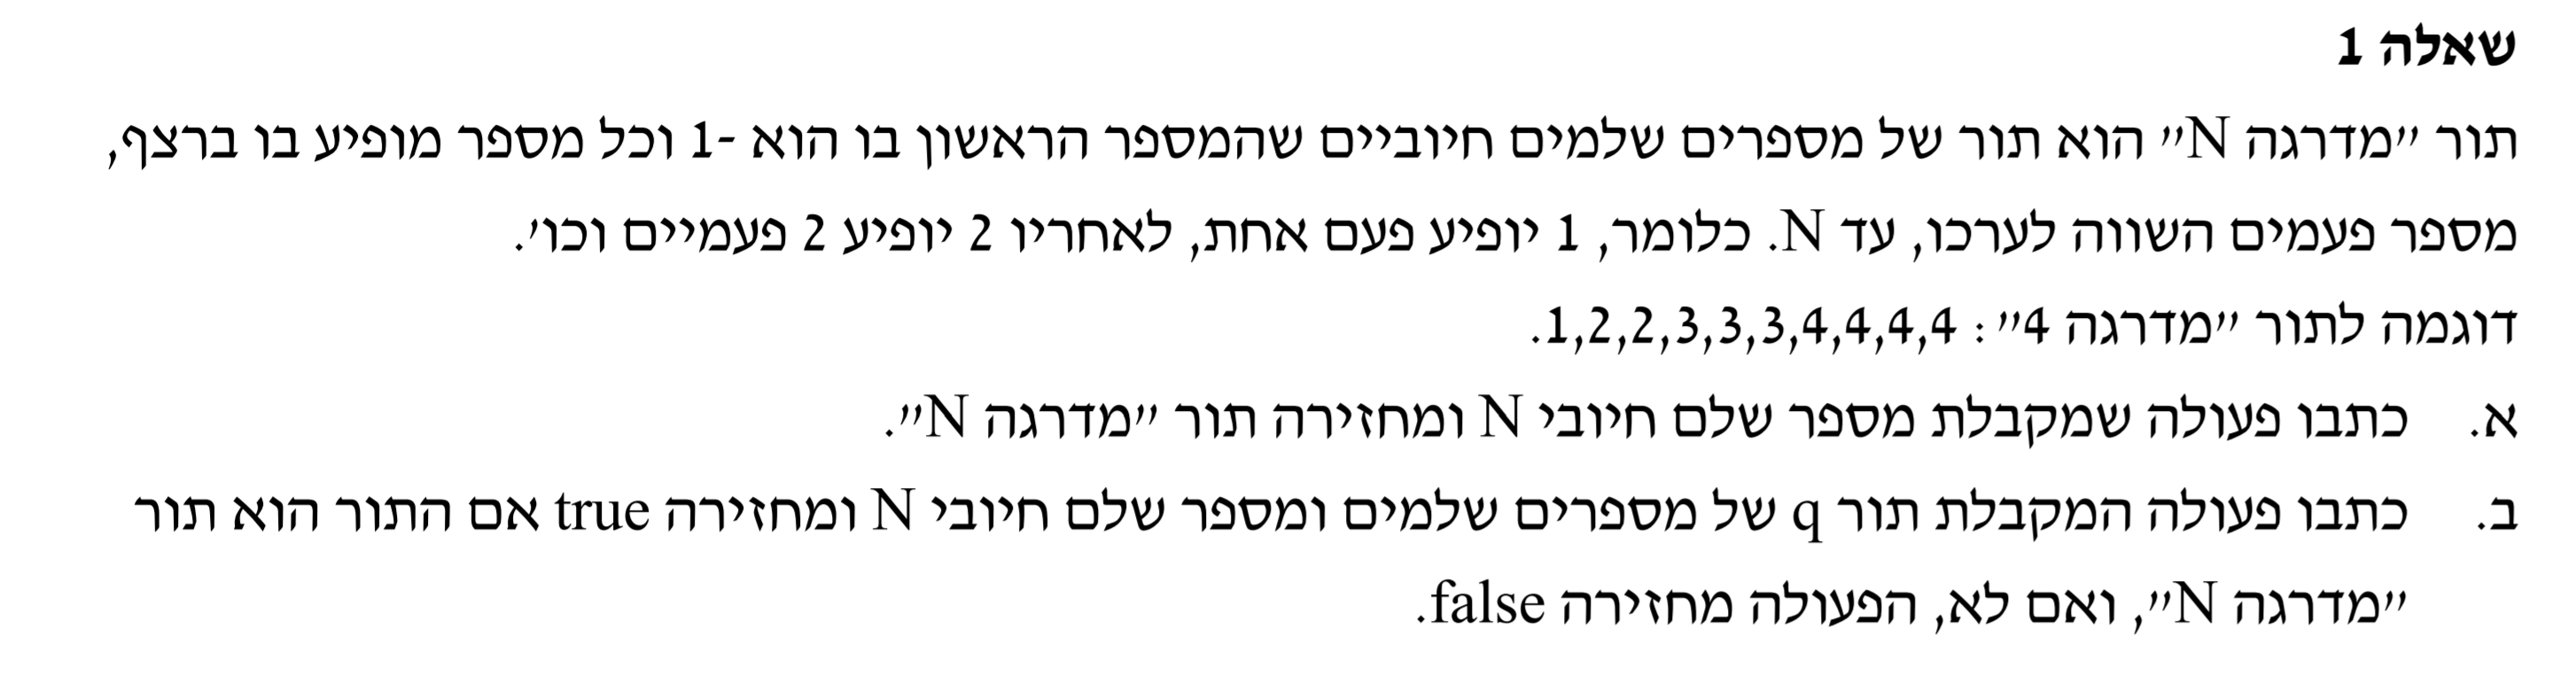 שאלה 1
תור "מדרגה N" הוא תור של מספרים שלמים חיוביים שהמספר הראשון בו הוא -1 וכל מספר מופיע בו ברצף,
מספר פעמים השווה לערכו, עד N. כלומר, 1 יופיע פעם אחת, לאחריו 2 יופיע 2 פעמיים וכו'.
דוגמה לתור "מדרגה 4": 1,2,2,3,3,3,4,4,4,4.
א. כתבו פעולה שמקבלת מספר שלם חיובי N ומחזירה תור "מדרגה N".
ב. כתבו פעולה המקבלת תור q של מספרים שלמים ומספר שלם חיובי N ומחזירה true אם התור הוא תור
"מדרגה N", ואם לא, הפעולה מחזירה false.